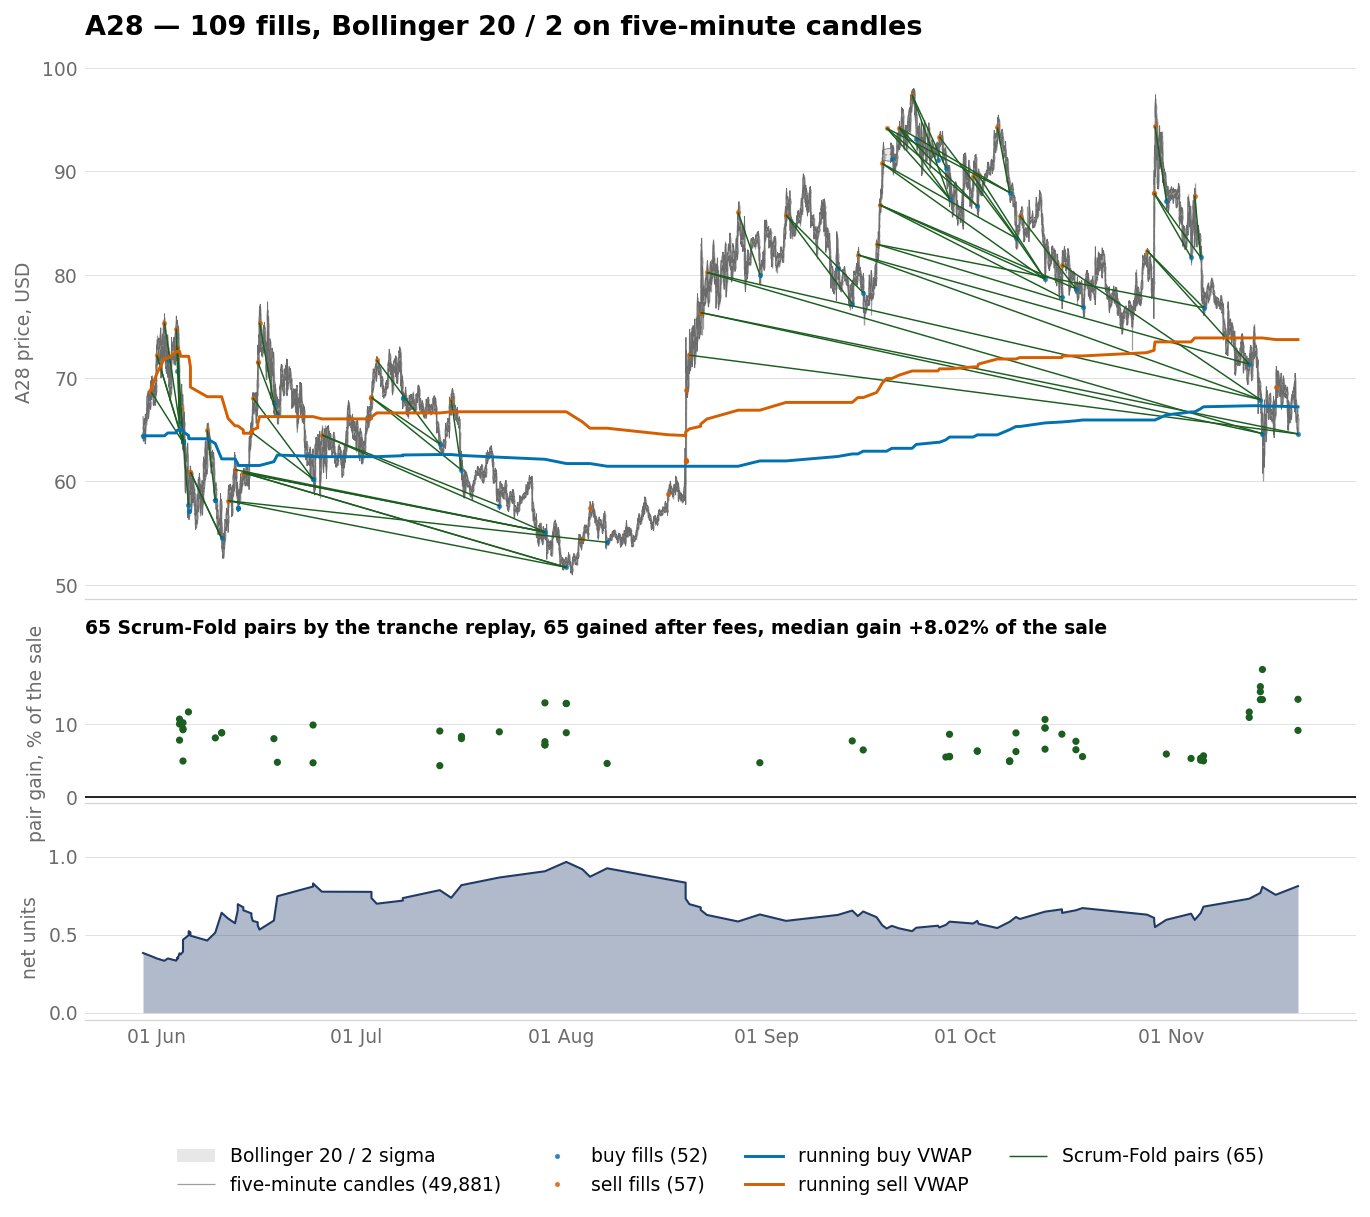 A28 — 109 fills, Bollinger 20 / 2 on five-minute candles
100
90
80
70
60
50
A28 price, USD
65 Scrum-Fold pairs by the tranche replay, 65 gained after fees, median gain +8.02% of the sale
10
0
pair gain, % of the sale
1.0
0.5
0.0
net units
01 Jun
01 Jul
01 Aug
01 Sep
01 Oct
01 Nov
Bollinger 20 / 2 sigma
five-minute candles (49,881)
buy fills (52)
sell fills (57)
running buy VWAP
running sell VWAP
Scrum-Fold pairs (65)